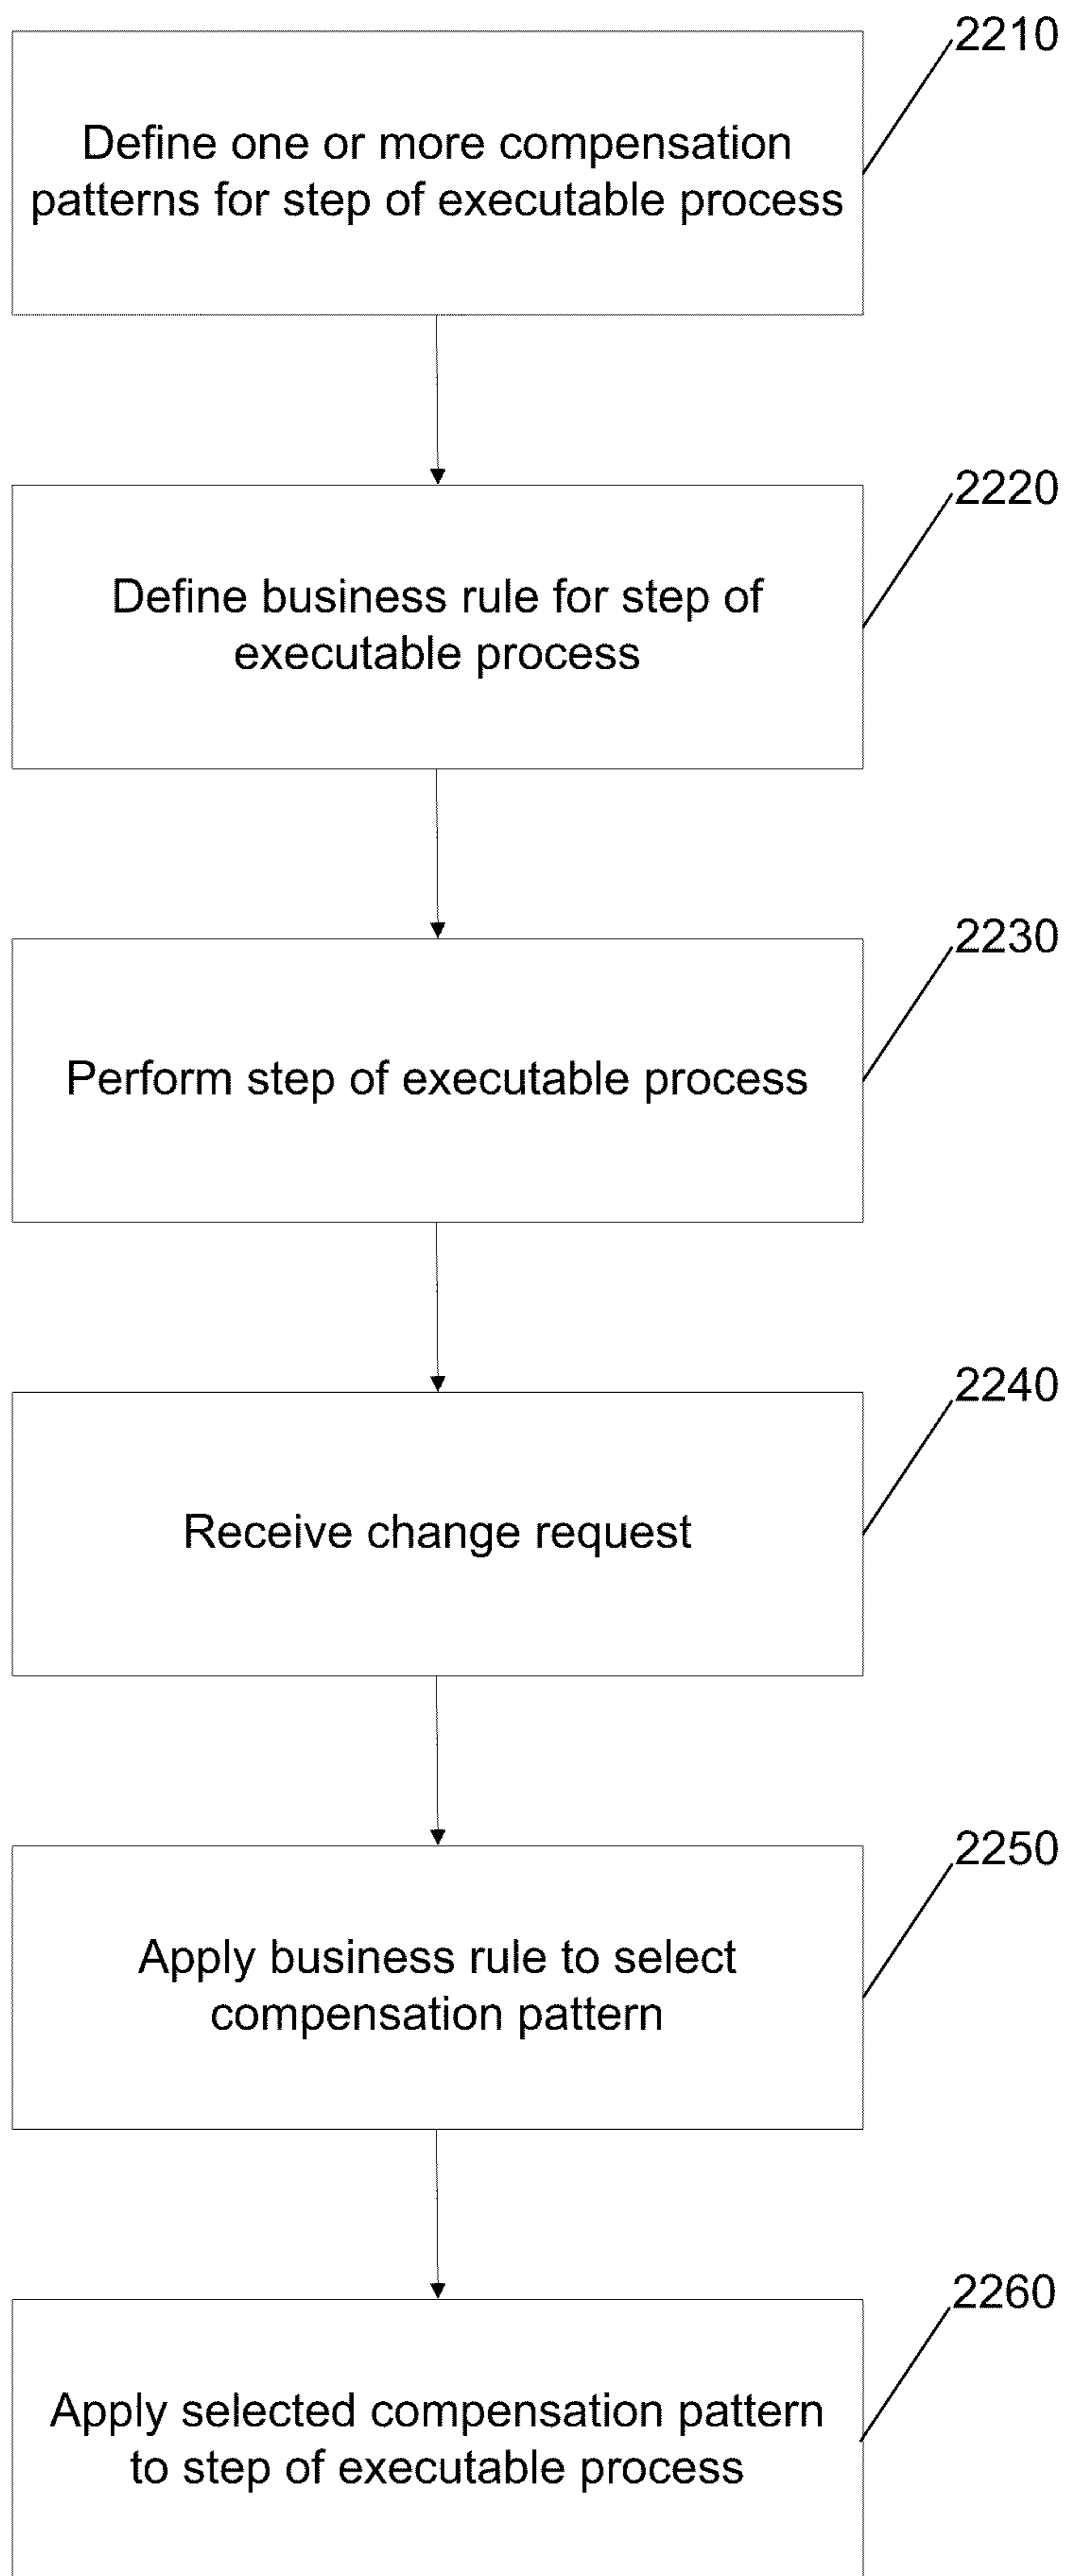 2210
Define one or more compensation
patterns for step of executable process
2220
Define business rule for step of
executable process
2230
Perform step of executable process
2240
Receive change request
2250
Apply business rule to select
compensation pattern
2260
Apply selected compensation pattern
to step of executable process